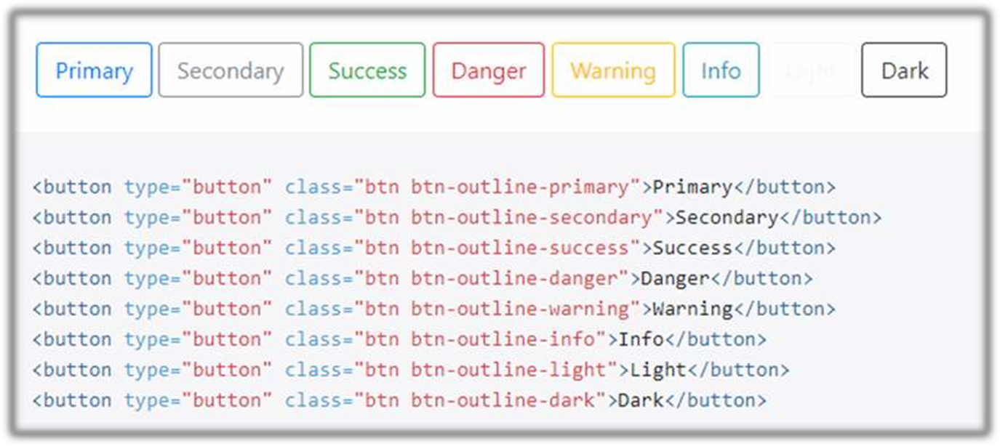 Primary Secondary Success Danger Warning Info Light Dark
<button type="button" class="btn btn-outline-primary">Primary</button>
<button type="button" class="btn btn-outline-secondary">Secondary</button>
<button type="button" class="btn btn-outline-success">Success</button>
<button type="button" class="btn btn-outline-danger">Danger</button>
<button type="button" class="btn btn-outline-warning">Warning</button>
<button type="button" class="btn btn-outline-info">Info</button>
<button type="button" class="btn btn-outline-light">Light</button>
<button type="button" class="btn btn-outline-dark">Dark</button>